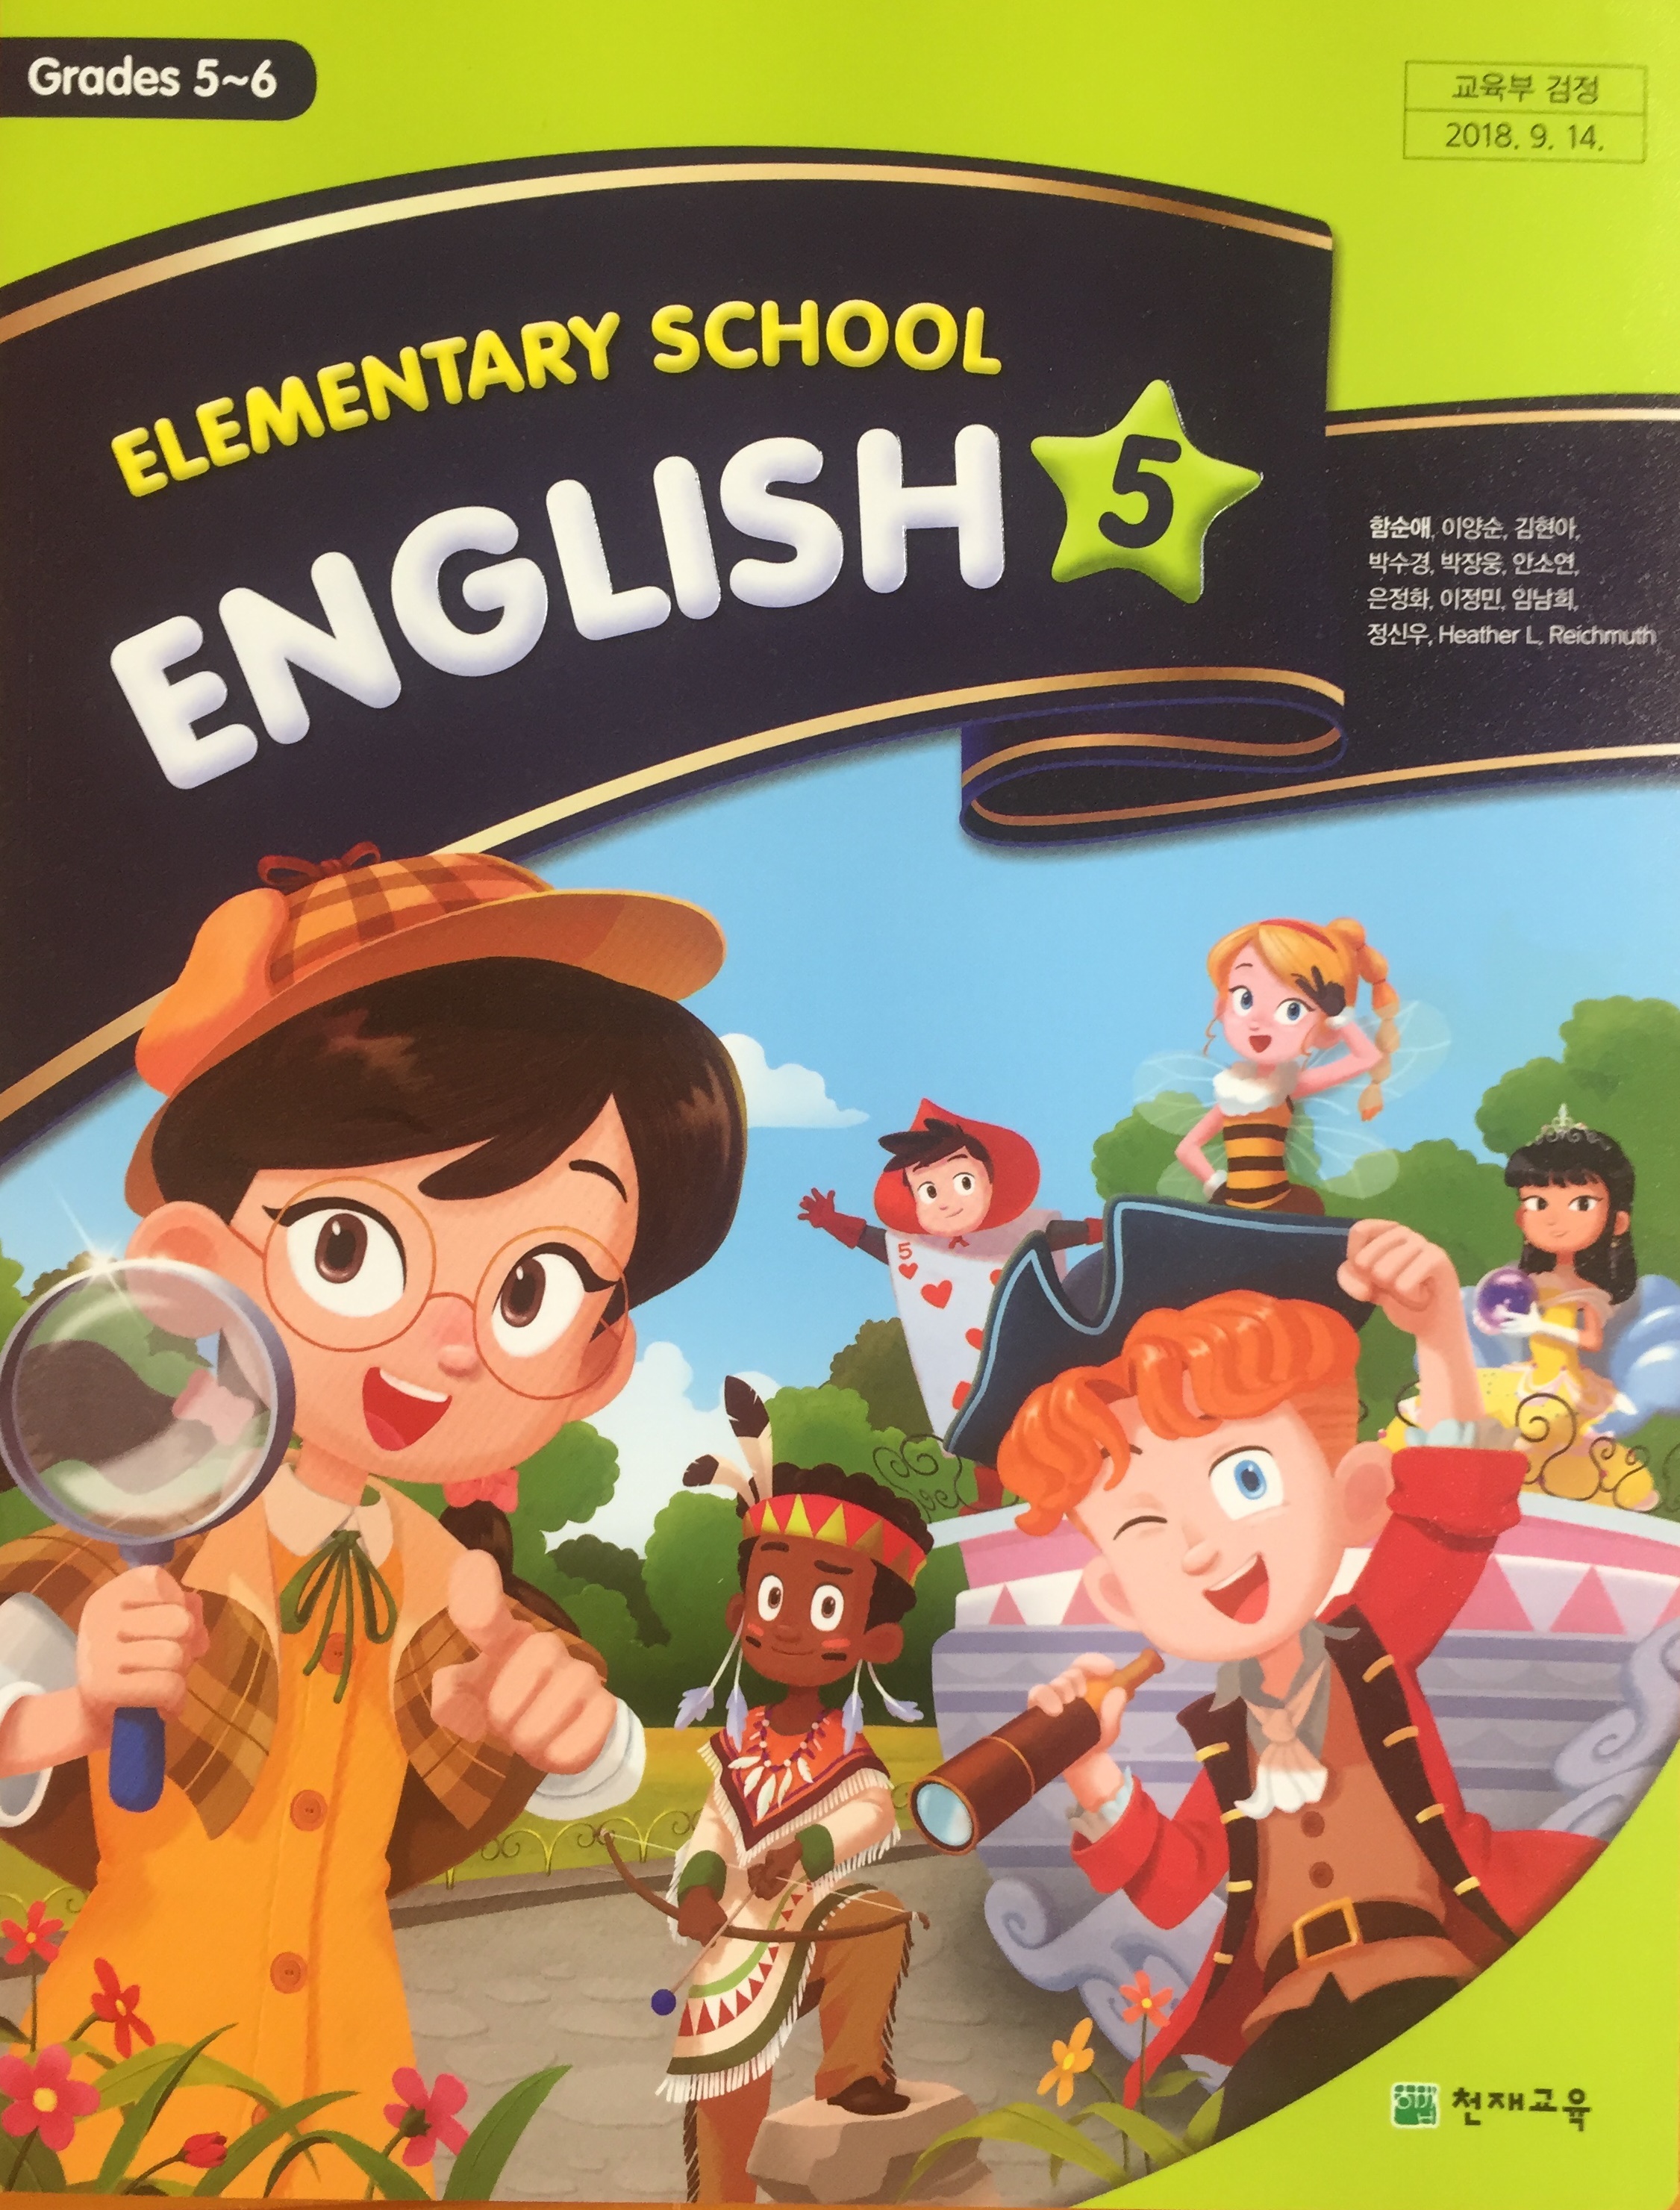 Grades 5~6
교육부 검정
2018. 9. 14.
ELEMENTARY SCHOOL
ENGLISH 5
함순애, 이양순, 김현아,
박수경, 박장웅, 안소연,
은정화, 이정민, 임남희,
정신우, Heather L. Reichmuth
5
천재교육